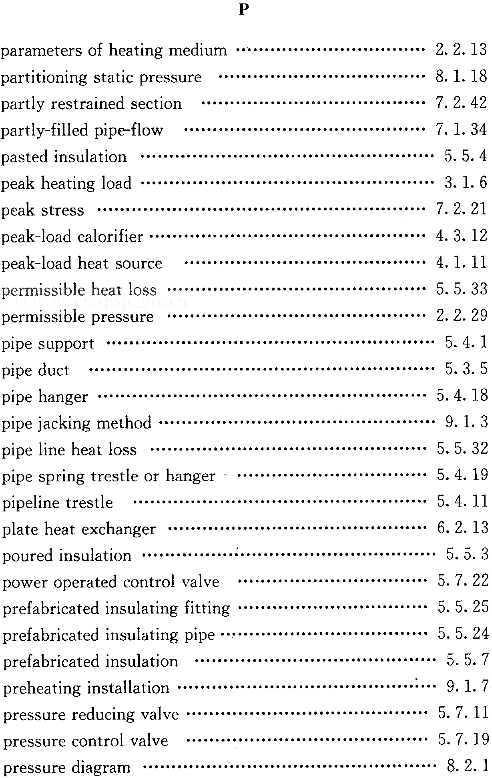 P
parameters of heating medium ································ 2. 2. 13
partitioning static pressure ································ 8. 1. 18
partly restrained section ································ 7. 2. 42
partly-filled pipe-flow ································ 7. 1. 34
pasted insulation ································ 5. 5. 4
peak heating load ································ 3. 1. 6
peak stress ································ 7. 2. 21
peak-load calorifier ································ 4. 3. 12
peak-load heat source ································ 4. 1. 11
permissible heat loss ································ 5. 5. 33
permissible pressure ································ 2. 2. 29
pipe support ································ 5. 4. 1
pipe duct ································ 5. 3. 5
pipe hanger ································ 5. 4. 18
pipe jacking method ································ 9. 1. 3
pipe line heat loss ································ 5. 5. 32
pipe spring trestle or hanger ································ 5. 4. 19
pipeline trestle ································ 5. 4. 11
plate heat exchanger ································ 6. 2. 13
poured insulation ································ 5. 5. 3
power operated control valve ································ 5. 7. 22
prefabricated insulating fitting ································ 5. 5. 25
prefabricated insulating pipe ································ 5. 5. 24
prefabricated insulation ································ 5. 5. 7
preheating installation ································ 9. 1. 7
pressure reducing valve ································ 5. 7. 11
pressure control valve ································ 5. 7. 19
pressure diagram ································ 8. 2. 1